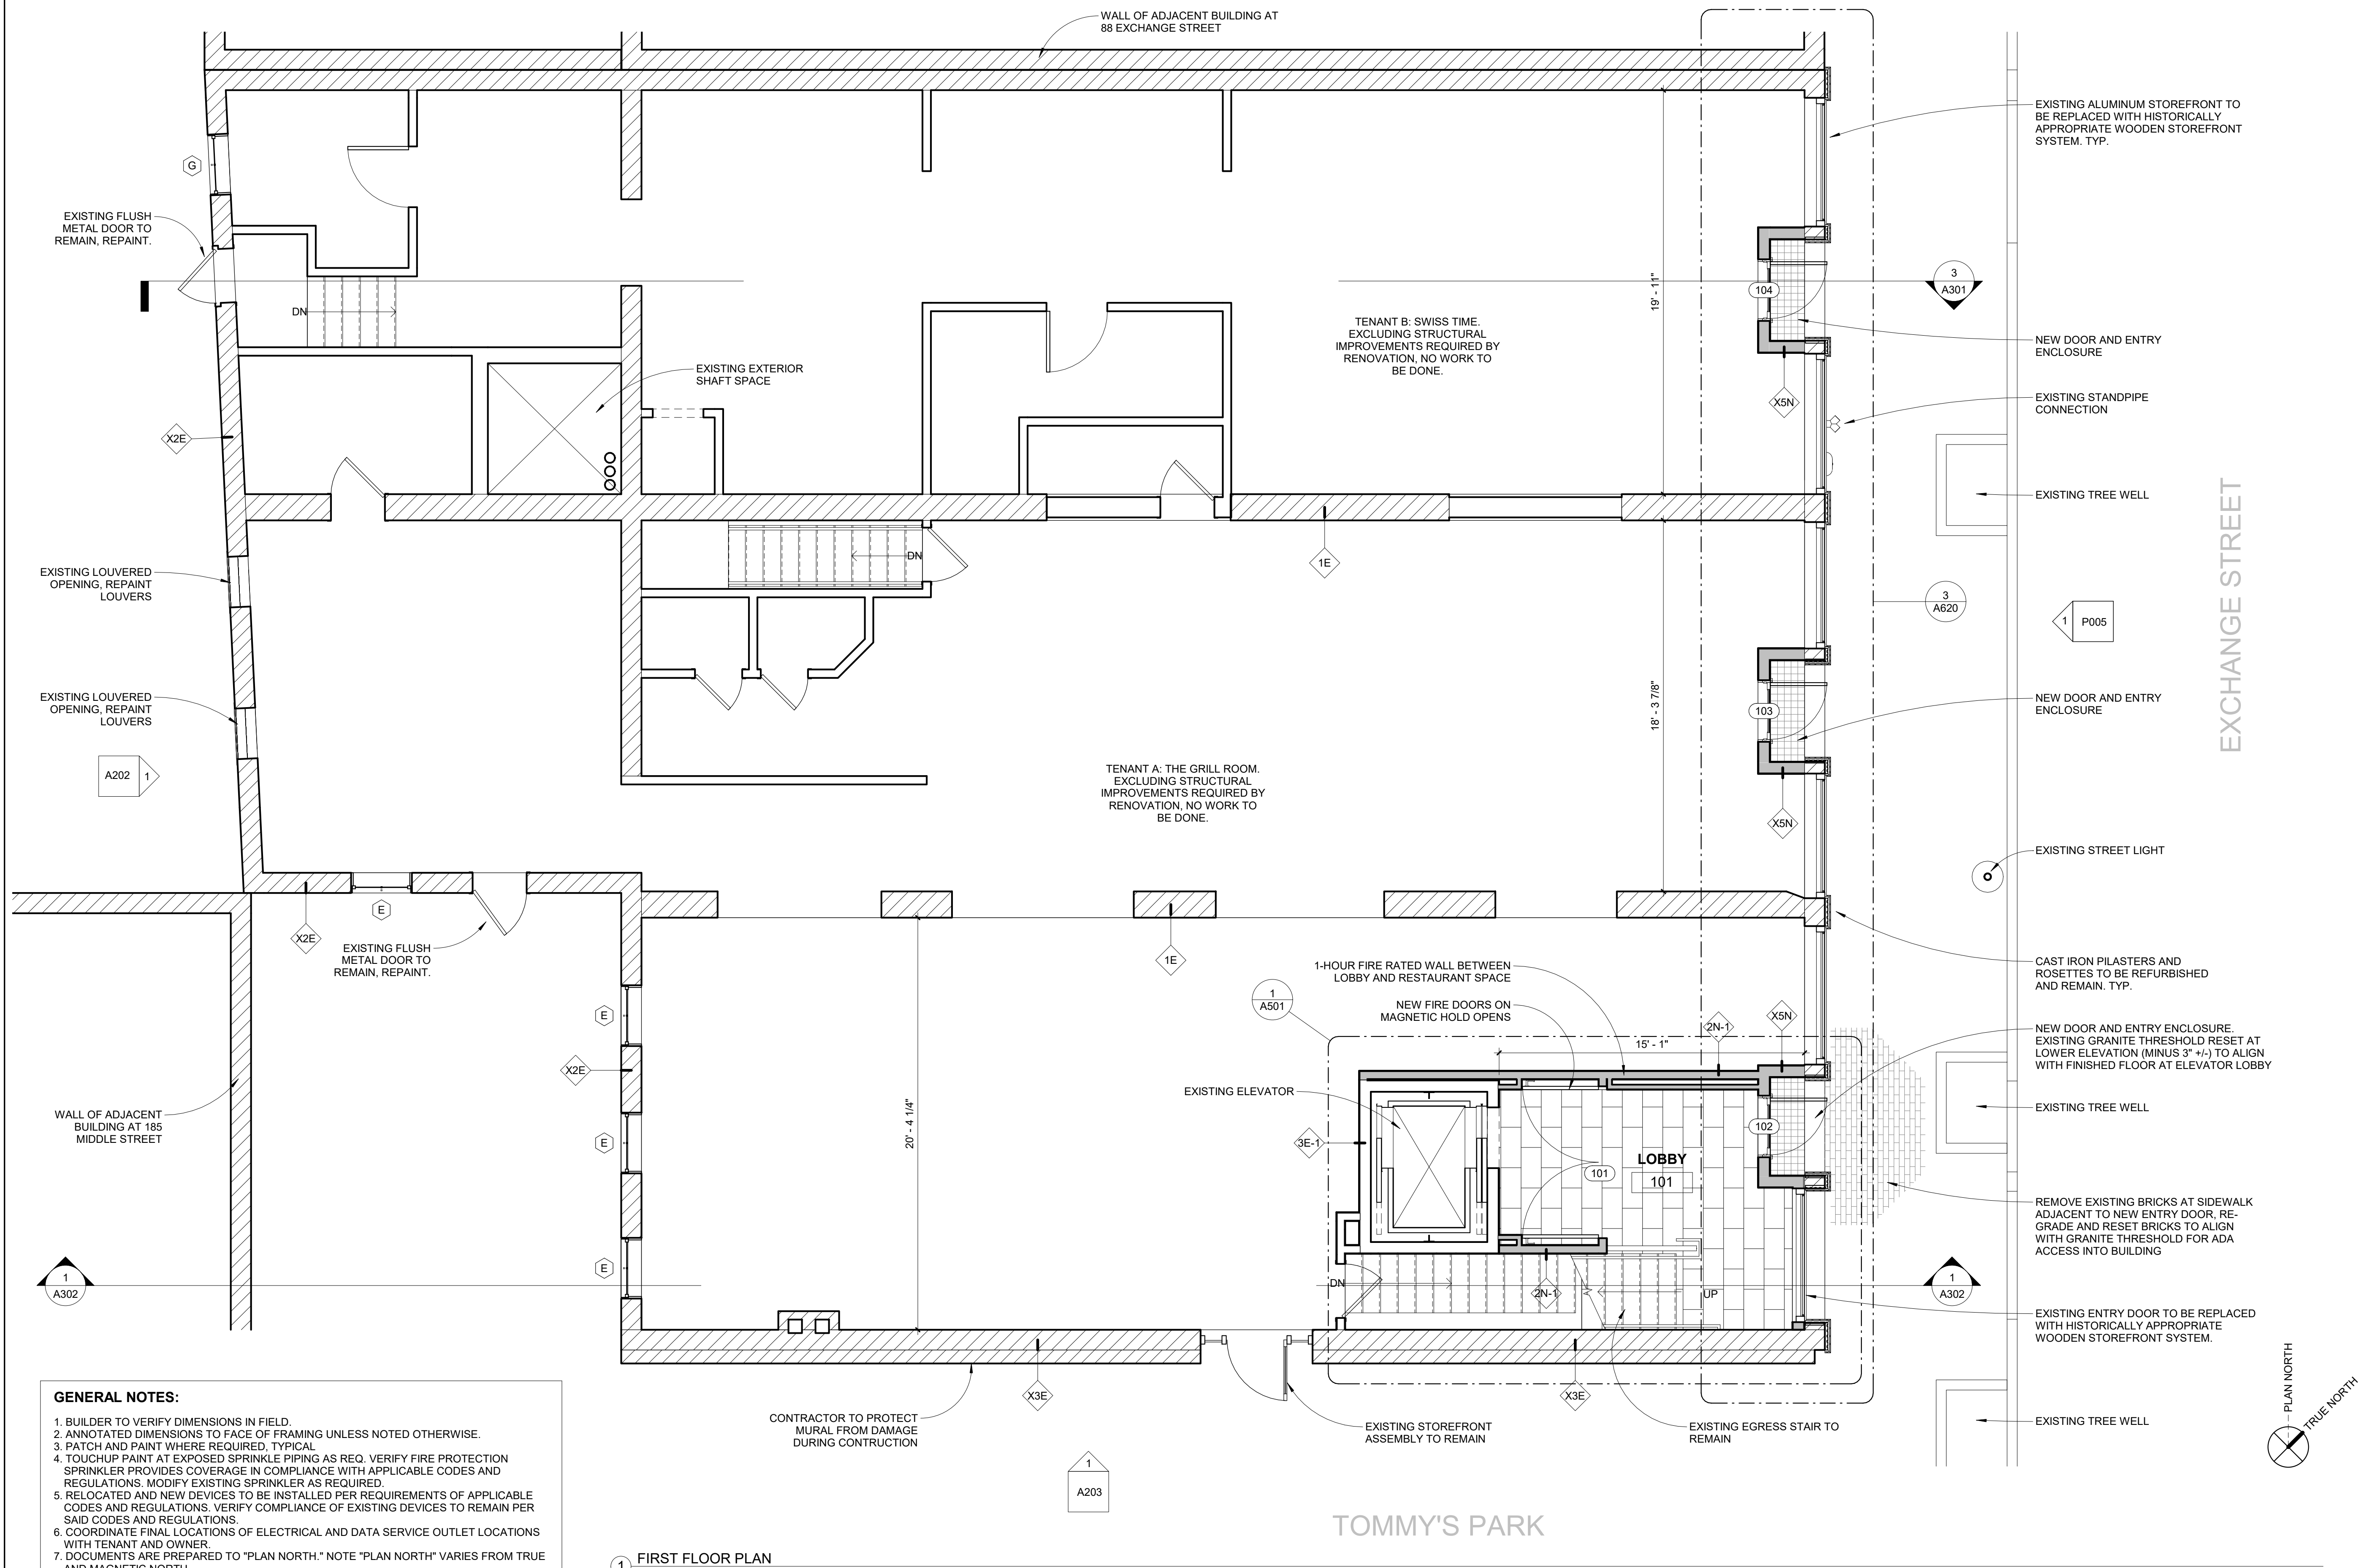 WALL OF ADJACENT BUILDING AT
88 EXCHANGE STREET
EXISTING ALUMINUM STOREFRONT TO
BE REPLACED WITH HISTORICALLY
APPROPRIATE WOODEN STOREFRONT
SYSTEM. TYP.
G
EXISTING FLUSH
METAL DOOR TO
REMAIN, REPAINT.
DN
19' - 11"
104
3
A301
TENANT B: SWISS TIME.
EXCLUDING STRUCTURAL
IMPROVEMENTS REQUIRED BY
RENOVATION, NO WORK TO
BE DONE.
NEW DOOR AND ENTRY
ENCLOSURE
EXISTING EXTERIOR
SHAFT SPACE
X5N
EXISTING STANDPIPE
CONNECTION
X2E
EXISTING TREE WELL
EXCHANGE STREET
DN
1E
EXISTING LOUVERED
OPENING, REPAINT
LOUVERS
3
A620
1
P005
EXISTING LOUVERED
OPENING, REPAINT
LOUVERS
18' - 3 7/8"
103
NEW DOOR AND ENTRY
ENCLOSURE
A202
1
TENANT A: THE GRILL ROOM.
EXCLUDING STRUCTURAL
IMPROVEMENTS REQUIRED BY
RENOVATION, NO WORK TO
BE DONE.
X5N
EXISTING STREET LIGHT
E
X2E
EXISTING FLUSH
METAL DOOR TO
REMAIN, REPAINT.
1E
1-HOUR FIRE RATED WALL BETWEEN
LOBBY AND RESTAURANT SPACE
CAST IRON PILASTERS AND
ROSETTES TO BE REFURBISHED
AND REMAIN. TYP.
1
A501
NEW FIRE DOORS ON
MAGNETIC HOLD OPENS
E
2N-1
X5N
NEW DOOR AND ENTRY ENCLOSURE.
EXISTING GRANITE THRESHOLD RESET AT
LOWER ELEVATION (MINUS 3" +/-) TO ALIGN
WITH FINISHED FLOOR AT ELEVATOR LOBBY
15' - 1"
X2E
EXISTING ELEVATOR
WALL OF ADJACENT
BUILDING AT 185
MIDDLE STREET
20' - 4 1/4"
EXISTING TREE WELL
102
E
3E-1
LOBBY
101
101
REMOVE EXISTING BRICKS AT SIDEWALK
ADJACENT TO NEW ENTRY DOOR, RE-
GRADE AND RESET BRICKS TO ALIGN
WITH GRANITE THRESHOLD FOR ADA
ACCESS INTO BUILDING
E
1
A302
DN
2N-1
UP
1
A302
EXISTING ENTRY DOOR TO BE REPLACED
WITH HISTORICALLY APPROPRIATE
WOODEN STOREFRONT SYSTEM.
X3E
X3E
CONTRACTOR TO PROTECT
MURAL FROM DAMAGE
DURING CONTRUCTION
EXISTING STOREFRONT
ASSEMBLY TO REMAIN
EXISTING EGRESS STAIR TO
REMAIN
EXISTING TREE WELL
PLAN NORTH
TRUE NORTH
1
A203
TOMMY'S PARK
GENERAL NOTES:
1. BUILDER TO VERIFY DIMENSIONS IN FIELD.
2. ANNOTATED DIMENSIONS TO FACE OF FRAMING UNLESS NOTED OTHERWISE.
3. PATCH AND PAINT WHERE REQUIRED, TYPICAL
4. TOUCHUP PAINT AT EXPOSED SPRINKLE PIPING AS REQ. VERIFY FIRE PROTECTION
SPRINKLER PROVIDES COVERAGE IN COMPLIANCE WITH APPLICABLE CODES AND
REGULATIONS. MODIFY EXISTING SPRINKLER AS REQUIRED.
5. RELOCATED AND NEW DEVICES TO BE INSTALLED PER REQUIREMENTS OF APPLICABLE
CODES AND REGULATIONS. VERIFY COMPLIANCE OF EXISTING DEVICES TO REMAIN PER
SAID CODES AND REGULATIONS.
6. COORDINATE FINAL LOCATIONS OF ELECTRICAL AND DATA SERVICE OUTLET LOCATIONS
WITH TENANT AND OWNER.
7. DOCUMENTS ARE PREPARED TO "PLAN NORTH." NOTE "PLAN NORTH" VARIES FROM TRUE
AND MAGNETIC NORTH
1
FIRST FLOOR PLAN